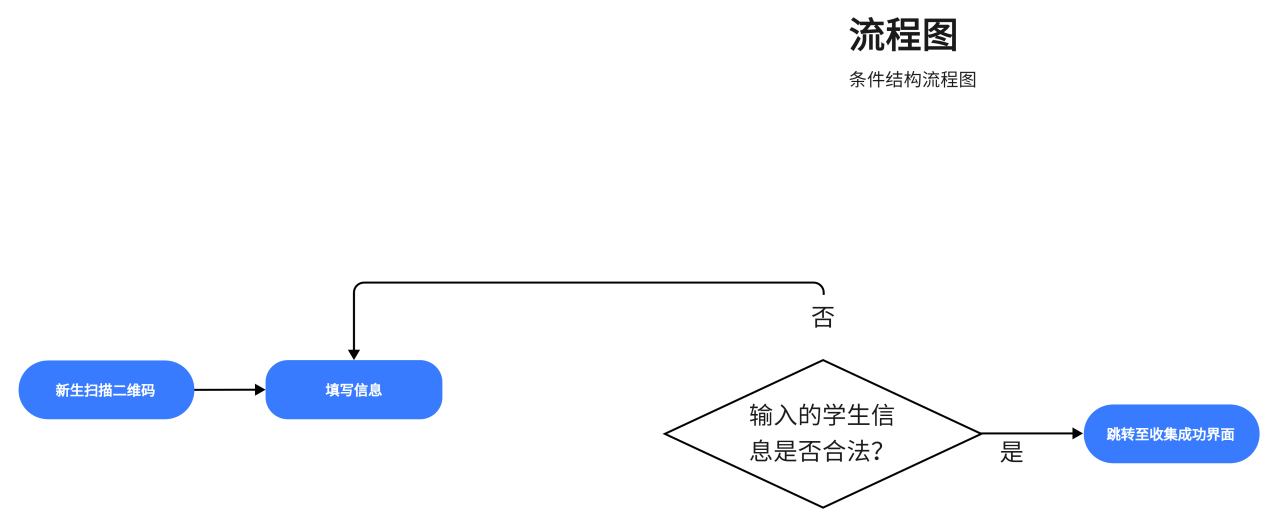 流程图
条件结构流程图
否
新生扫描二维码
填写信息
输入的学生信
息是否合法?
是
跳转至收集成功界面